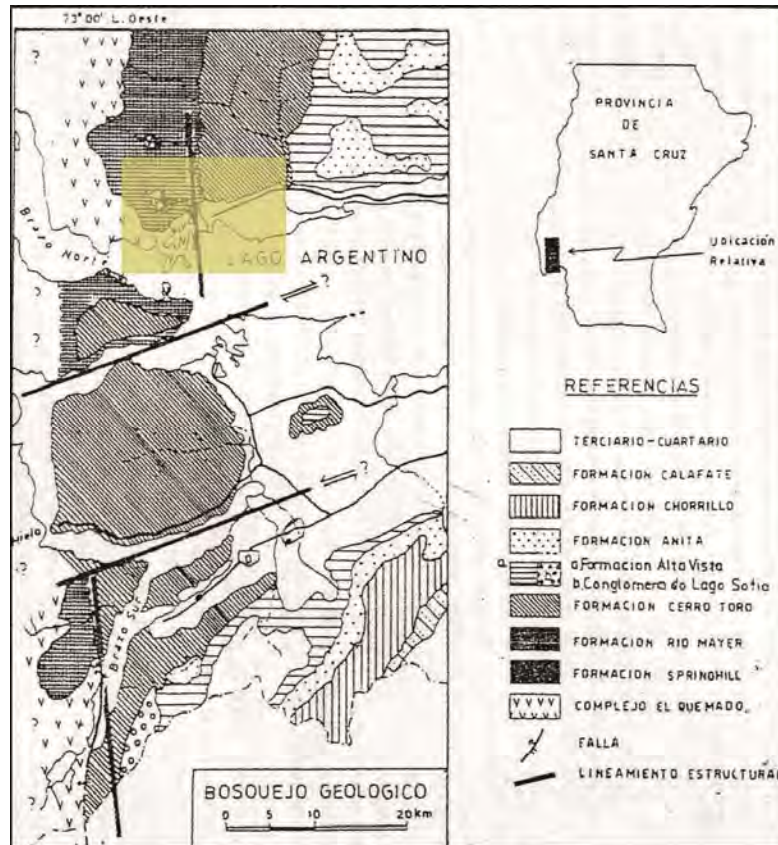 73°00' L. Oeste
Brazo Norte
LAGO ARGENTINO
Brazo Sur
PROVINCIA
DE
SANTA CRUZ
Ubicación
Relativa
REFERENCIAS
TERCIARIO-CUARTARIO
FORMACION CALAFATE
FORMACION CHORRILLO
FORMACION ANITA
a
a.Formacion Alta Vista
b.Conglomerado Lago Sofia
FORMACION CERRO TORO
FORMACION RIO MAYER
FORMACION SPRINGHILL
COMPLEJO EL QUEMADO.
FALLA
LINEAMIENTO ESTRUCTURAL
BOSQUEJO GEOLOGICO
0 5 10 20 km